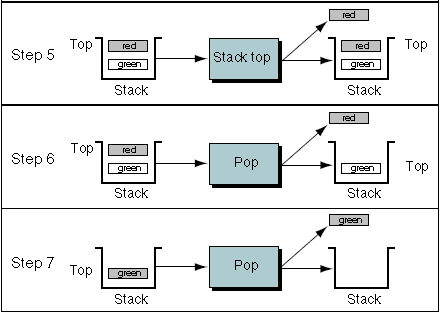 red
Step 5 Top red Stack top red Top
green green
Stack Stack
red
Step 6 Top red Pop
green green Top
Stack Stack
green
Step 7 Top green Pop
Stack Stack